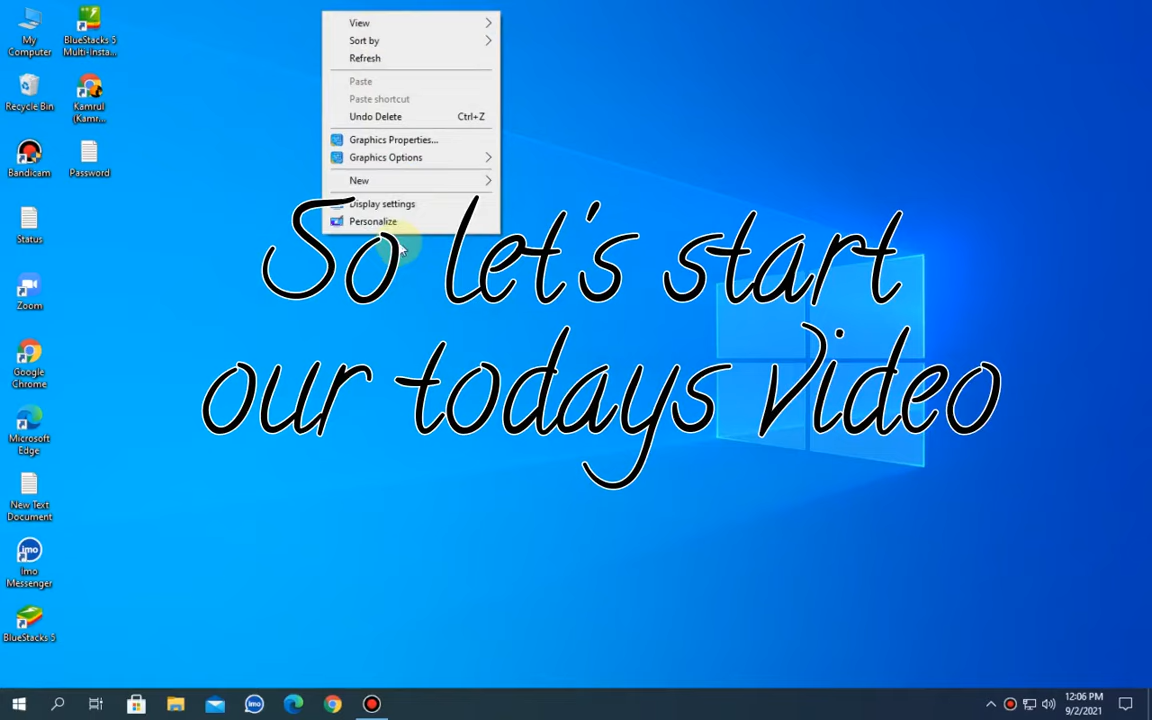 My
Computer
BlueStacks 5
Multi-Insta...
Recycle Bin
Kamrul
(Kamr...
Bandicam
Password
Status
Zoom
Google
Chrome
Microsoft
Edge
New Text
Document
Imo
Messenger
BlueStacks 5
View
Sort by
Refresh
Paste
Paste shortcut
Undo Delete Ctrl+Z
Graphics Properties...
Graphics Options
New
Display settings
Personalize
So let's start
our todays video
imo
imo
12:06 PM
9/2/2021